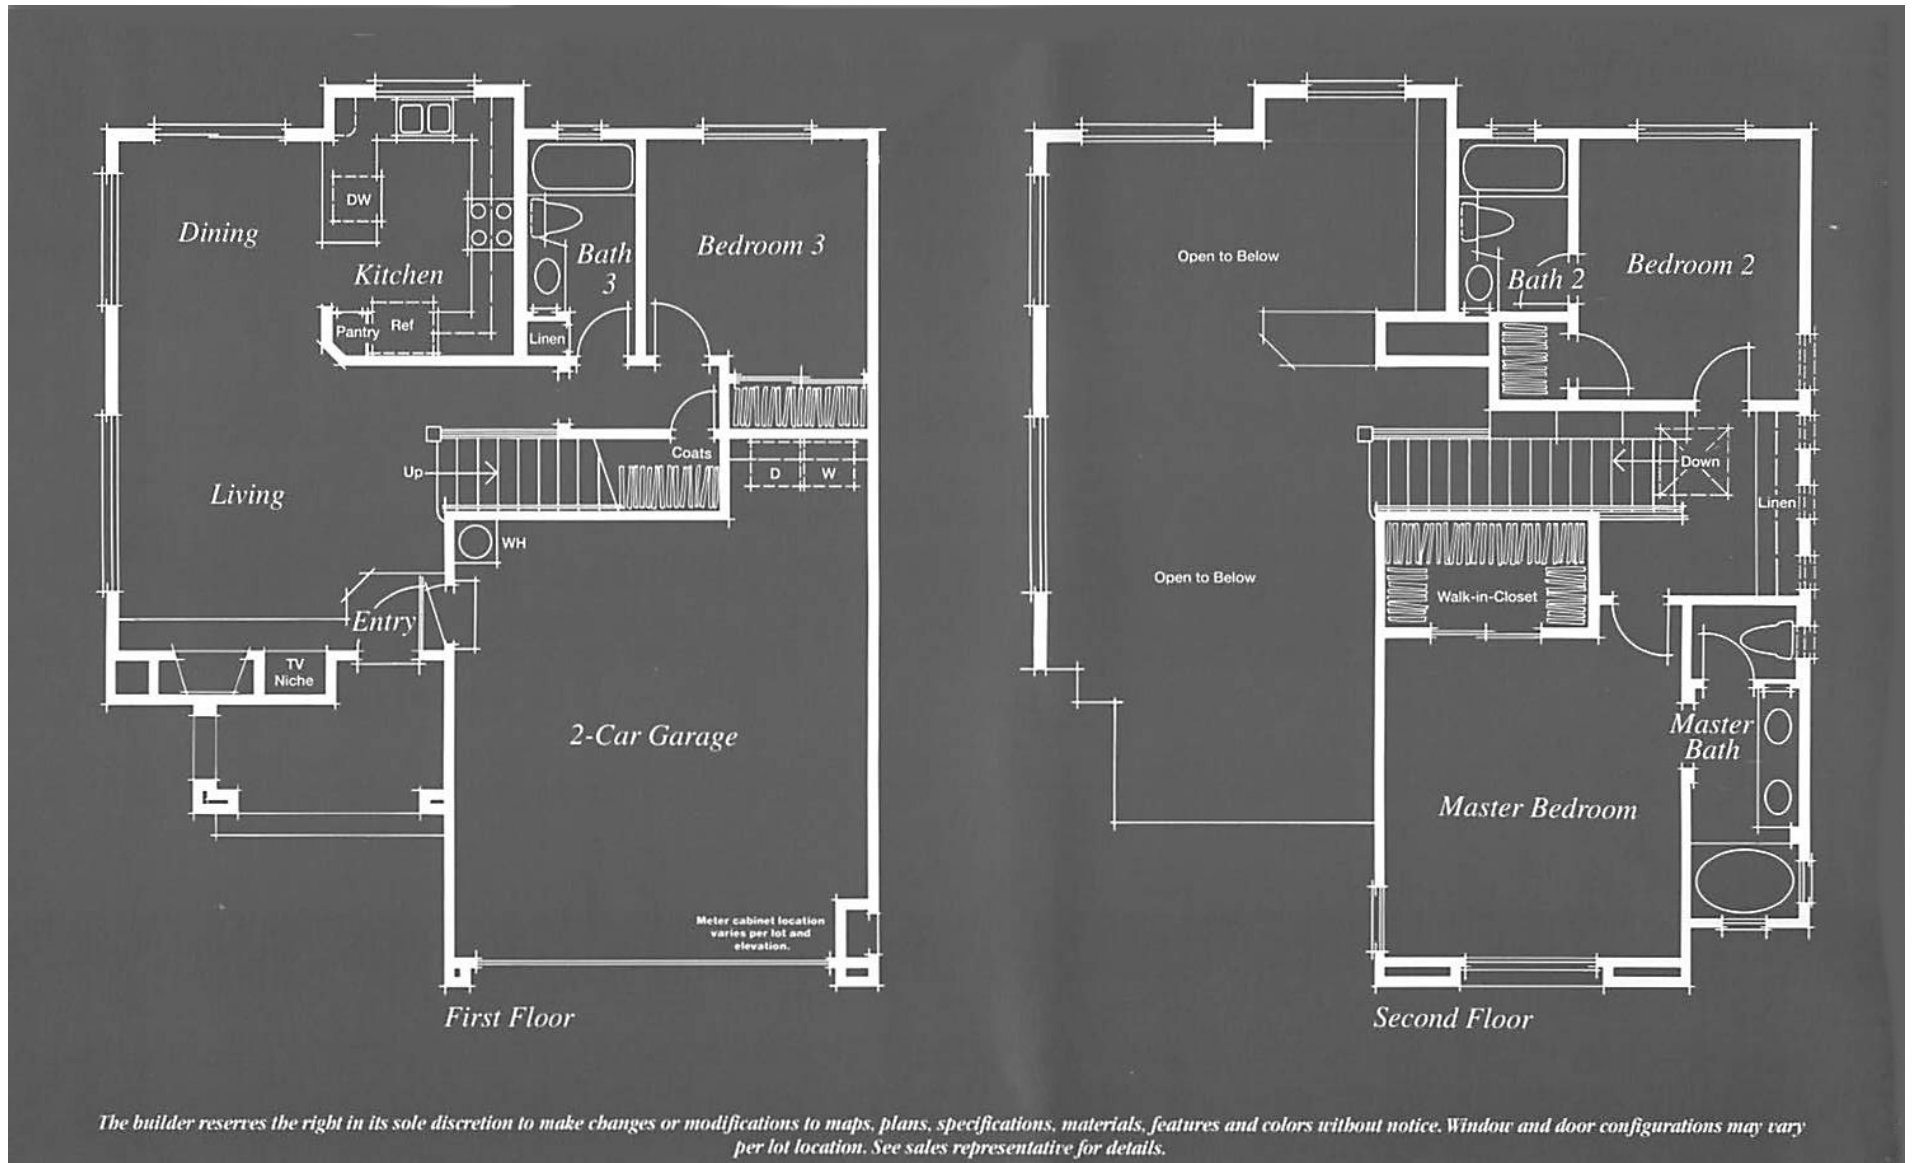 Dining
DW
Kitchen
Pantry
Ref
Bath
3
Linen
Bedroom 3
Coats
D
W
Up
Living
WH
Entry
TV
Niche
2-Car Garage
Meter cabinet location
varies per lot and
elevation.
First Floor
Open to Below
Bath 2
Bedroom 2
Down
Linen
Open to Below
Walk-in-Closet
Master
Bath
Master Bedroom
Second Floor
The builder reserves the right in its sole discretion to make changes or modifications to maps, plans, specifications, materials, features and colors without notice. Window and door configurations may vary
per lot location. See sales representative for details.